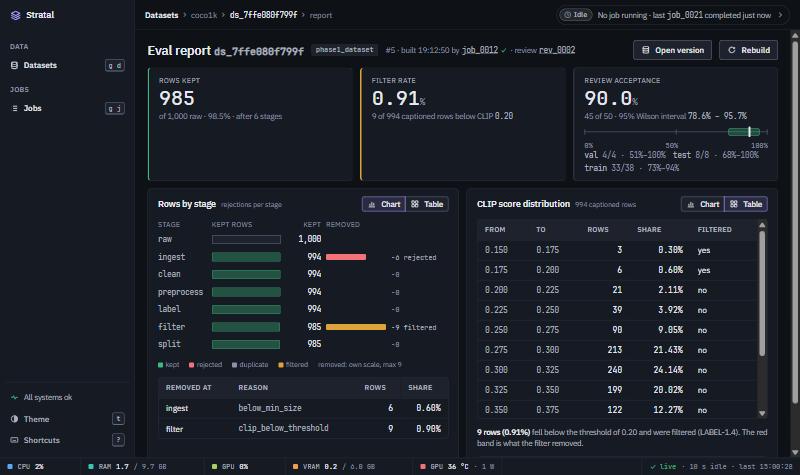 Stratal
Datasets > coco1k > ds_7ffe080f799f > report
Idle No job running · last job_0021 completed just now
DATA
Datasets g d
JOBS
Jobs g j
Eval report ds_7ffe080f799f phase1_dataset #5 · built 19:12:50 by job_0012 ✓ · review rev_0002
Open version
Rebuild
ROWS KEPT
985
of 1,000 raw · 98.5% · after 6 stages
FILTER RATE
0.91%
9 of 994 captioned rows below CLIP 0.20
REVIEW ACCEPTANCE
90.0%
45 of 50 · 95% Wilson interval 78.6% – 95.7%
0% 50% 100%
val 4/4 · 51%–100% test 8/8 · 68%–100%
train 33/38 · 73%–94%
Rows by stage rejections per stage
Chart Table
STAGE KEPT ROWS KEPT REMOVED
raw 1,000
ingest 994 -6 rejected
clean 994 -0
preprocess 994 -0
label 994 -0
filter 985 -9 filtered
split 985 -0
kept rejected duplicate filtered removed: own scale, max 9
REMOVED AT REASON ROWS SHARE
ingest below_min_size 6 0.60%
filter clip_below_threshold 9 0.90%
CLIP score distribution 994 captioned rows
Chart Table
FROM TO ROWS SHARE FILTERED
0.150 0.175 3 0.30% yes
0.175 0.200 6 0.60% yes
0.200 0.225 21 2.11% no
0.225 0.250 39 3.92% no
0.250 0.275 90 9.05% no
0.275 0.300 213 21.43% no
0.300 0.325 240 24.14% no
0.325 0.350 199 20.02% no
0.350 0.375 122 12.27% no
9 rows (0.91%) fell below the threshold of 0.20 and were filtered (LABEL-1.4). The red
band is what the filter removed.
All systems ok
Theme t
Shortcuts ?
CPU 2% RAM 1.7 / 9.7 GB GPU 0% VRAM 0.2 / 6.0 GB GPU 36 °C · 1 W ✓ live · 10 s idle · last 15:00:28